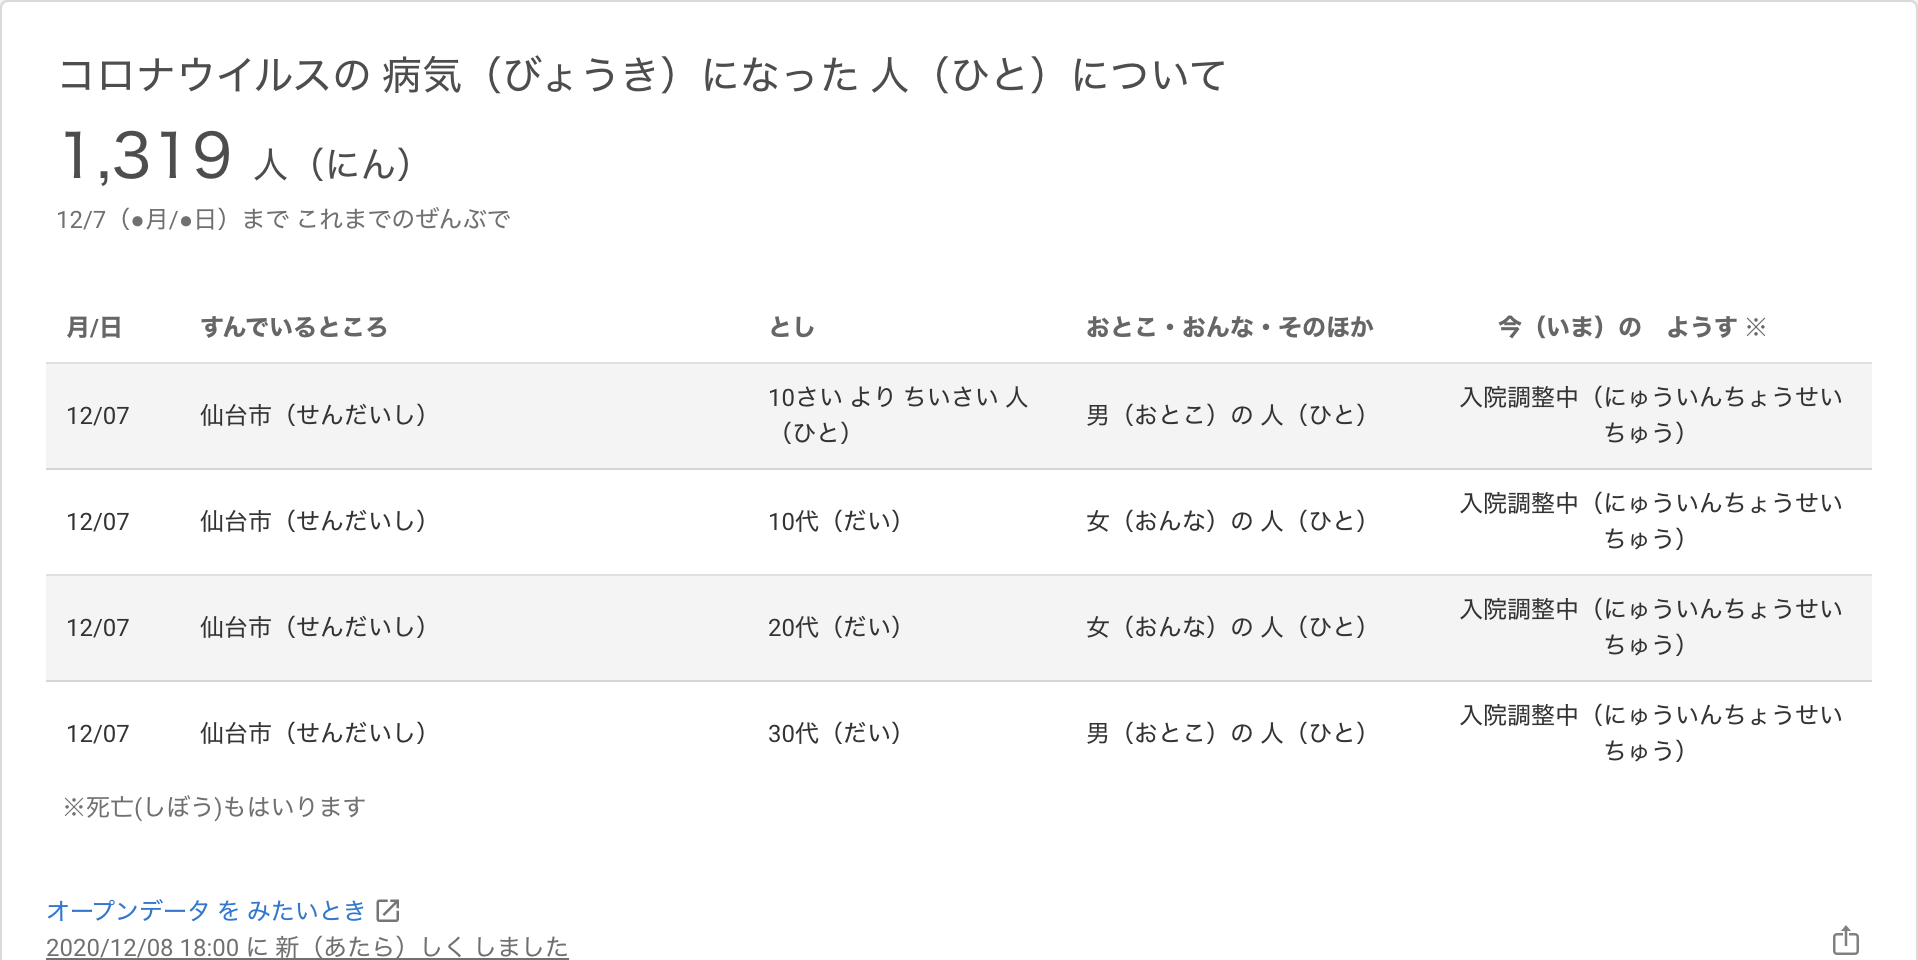 コロナウイルスの 病気（びょうき）になった 人（ひと）について
1,319 人（にん）
12/7（●月/●日）まで これまでのぜんぶで
月/日 すんでいるところ とし おとこ・おんな・そのほか 今（いま）の　ようす ※
12/07 仙台市（せんだいし） 10さい より ちいさい 人（ひと） 男（おとこ）の 人（ひと） 入院調整中（にゅういんちょうせいちゅう）
12/07 仙台市（せんだいし） 10代（だい） 女（おんな）の 人（ひと） 入院調整中（にゅういんちょうせいちゅう）
12/07 仙台市（せんだいし） 20代（だい） 女（おんな）の 人（ひと） 入院調整中（にゅういんちょうせいちゅう）
12/07 仙台市（せんだいし） 30代（だい） 男（おとこ）の 人（ひと） 入院調整中（にゅういんちょうせいちゅう）
※死亡(しぼう)もはいります
オープンデータ を みたいとき
2020/12/08 18:00 に 新（あたら）しく しました